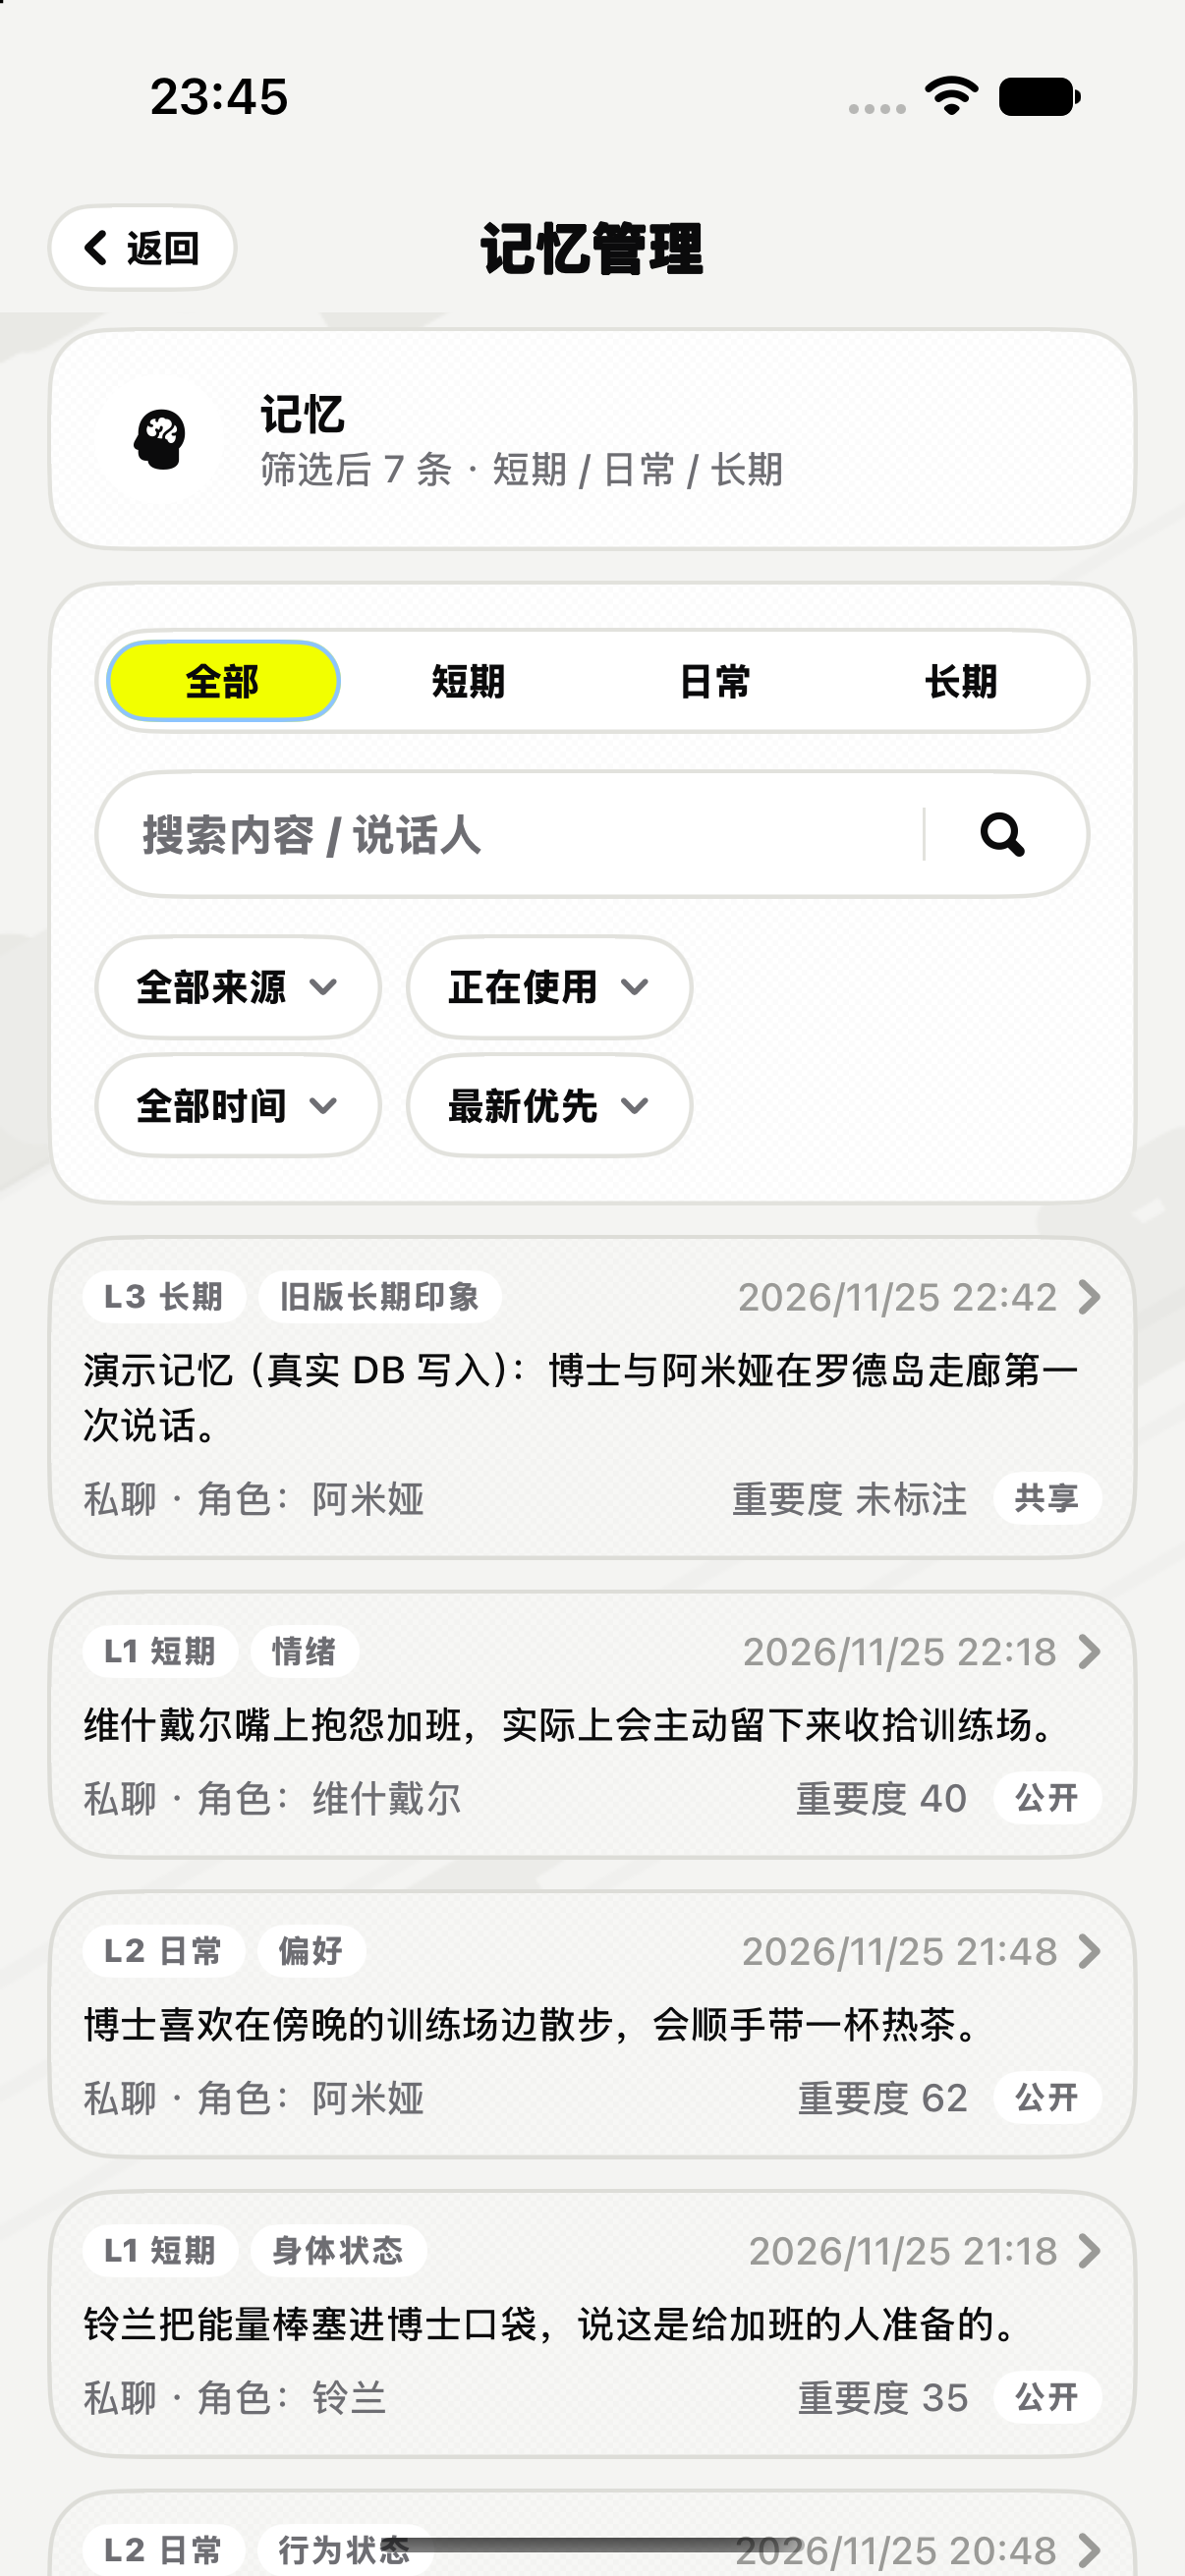 23:45
返回
记忆管理
记忆
筛选后 7 条 · 短期 / 日常 / 长期
全部 短期 日常 长期
搜索内容 / 说话人
全部来源 正在使用
全部时间 最新优先
L3 长期 旧版长期印象 2026/11/25 22:42
演示记忆（真实 DB 写入）：博士与阿米娅在罗德岛走廊第一
次说话。
私聊 · 角色：阿米娅 重要度 未标注 共享
L1 短期 情绪 2026/11/25 22:18
维什戴尔嘴上抱怨加班，实际上会主动留下来收拾训练场。
私聊 · 角色：维什戴尔 重要度 40 公开
L2 日常 偏好 2026/11/25 21:48
博士喜欢在傍晚的训练场边散步，会顺手带一杯热茶。
私聊 · 角色：阿米娅 重要度 62 公开
L1 短期 身体状态 2026/11/25 21:18
铃兰把能量棒塞进博士口袋，说这是给加班的人准备的。
私聊 · 角色：铃兰 重要度 35 公开
L2 日常 行为状态 2026/11/25 20:48